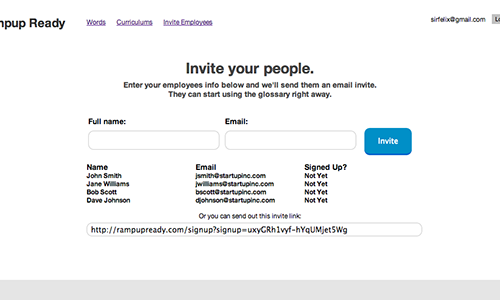 mpup Ready Words Curriculums Invite Employees sirfelix@gmail.com
Invite your people.
Enter your employees info below and we'll send them an email invite.
They can start using the glossary right away.
Full name: Email:
Invite
Name Email Signed Up?
John Smith jsmith@startupinc.com Not Yet
Jane Williams jwilliams@startupinc.com Not Yet
Bob Scott bscott@startupinc.com Not Yet
Dave Johnson djohnson@startupinc.com Not Yet
Or you can send out this invite link:
http://rampupready.com/signup?signup=uxyGRh1vyf-hYqUMjet5Wg